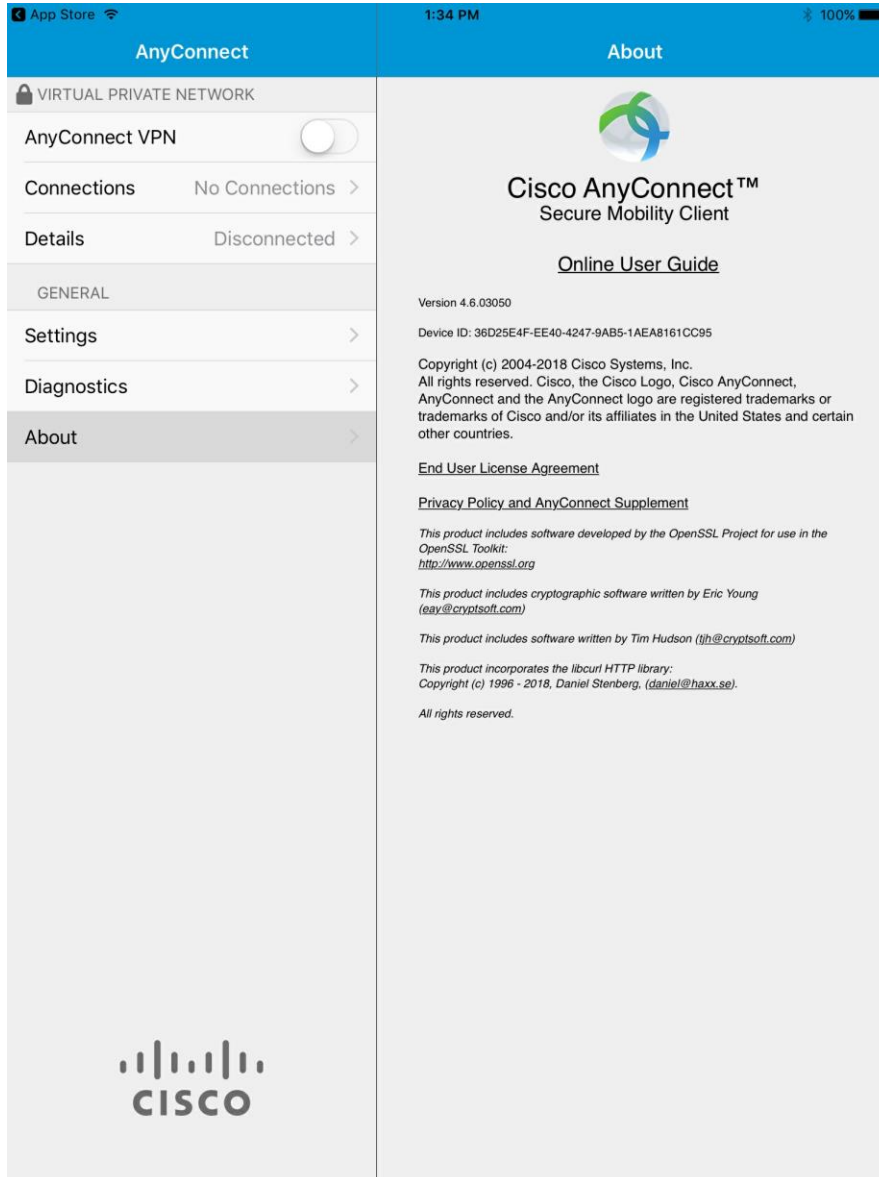 App Store
1:34 PM
100%
AnyConnect
About
VIRTUAL PRIVATE NETWORK
AnyConnect VPN
Connections No Connections
Details Disconnected
GENERAL
Settings
Diagnostics
About
CISCO
Cisco AnyConnect™
Secure Mobility Client
Online User Guide
Version 4.6.03050
Device ID: 36D25E4F-EE40-4247-9AB5-1AEA8161CC95
Copyright (c) 2004-2018 Cisco Systems, Inc.
All rights reserved. Cisco, the Cisco Logo, Cisco AnyConnect,
AnyConnect and the AnyConnect logo are registered trademarks or
trademarks of Cisco and/or its affiliates in the United States and certain
other countries.
End User License Agreement
Privacy Policy and AnyConnect Supplement
This product includes software developed by the OpenSSL Project for use in the
OpenSSL Toolkit:
http://www.openssl.org
This product includes cryptographic software written by Eric Young
(eay@cryptsoft.com)
This product includes software written by Tim Hudson (tjh@cryptsoft.com)
This product incorporates the libcurl HTTP library:
Copyright (c) 1996 - 2018, Daniel Stenberg, (daniel@haxx.se).
All rights reserved.